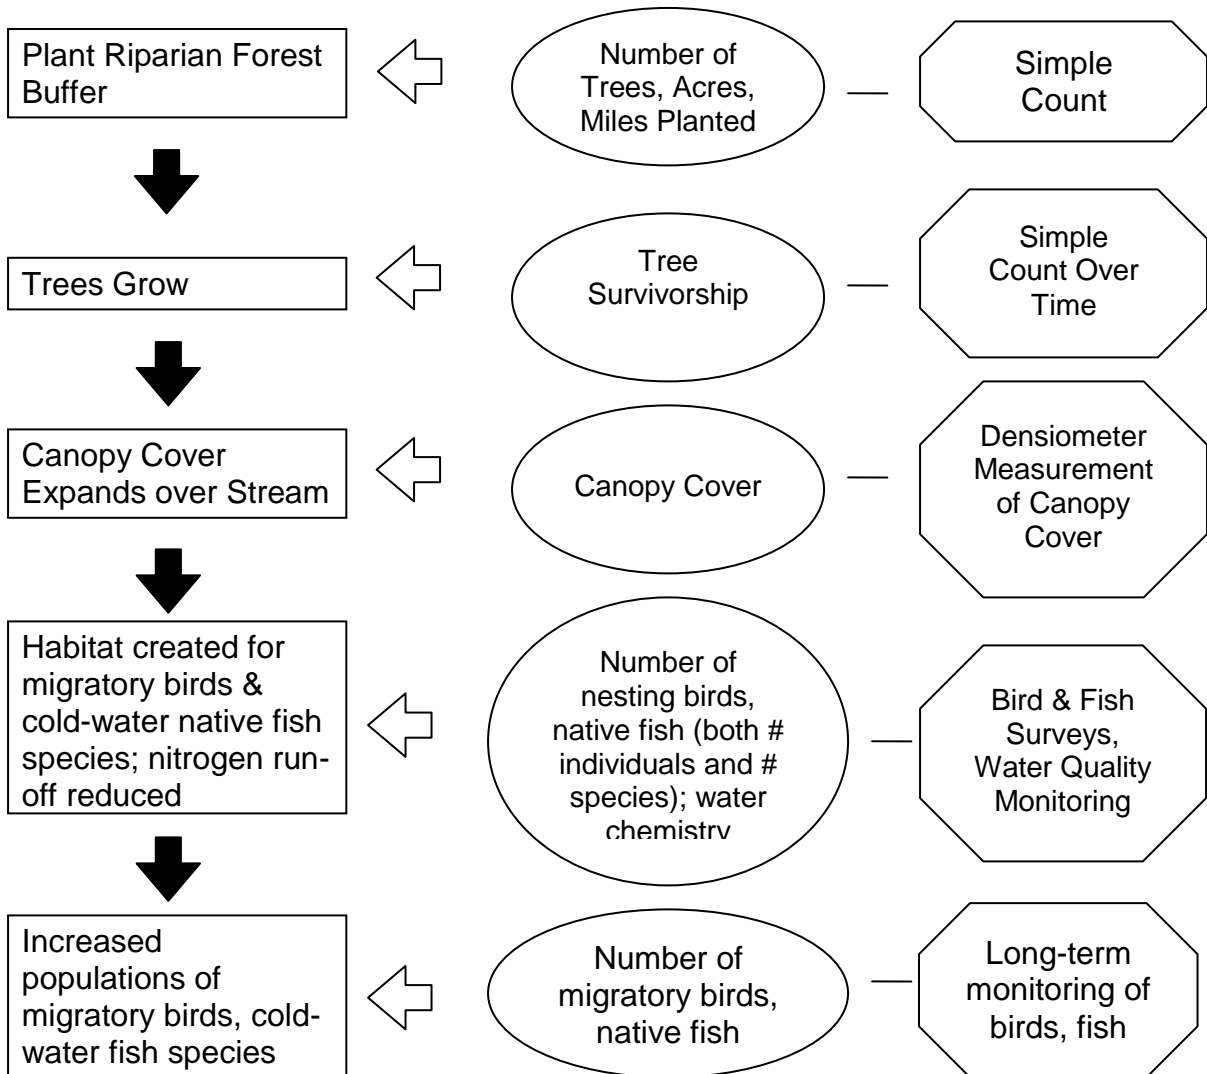 Plant Riparian Forest
Buffer
Number of
Trees, Acres,
Miles Planted
Simple
Count
Trees Grow
Tree
Survivorship
Simple
Count Over
Time
Canopy Cover
Expands over Stream
Canopy Cover
Densiometer
Measurement
of Canopy
Cover
Habitat created for
migratory birds &
cold-water native fish
species; nitrogen run-
off reduced
Number of
nesting birds,
native fish (both #
individuals and #
species); water
chemistry
Bird & Fish
Surveys,
Water Quality
Monitoring
Increased
populations of
migratory birds, cold-
water fish species
Number of
migratory birds,
native fish
Long-term
monitoring of
birds, fish